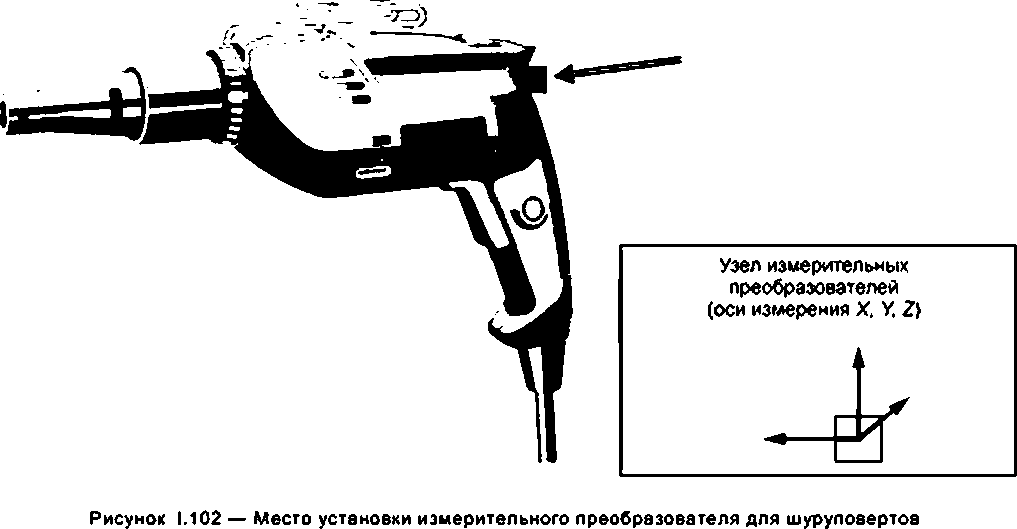 Узел измерительных
преобразователей
(оси измерения X, Y, Z)
Рисунок I.102 — Место установки измерительного преобразователя для шуруповертов